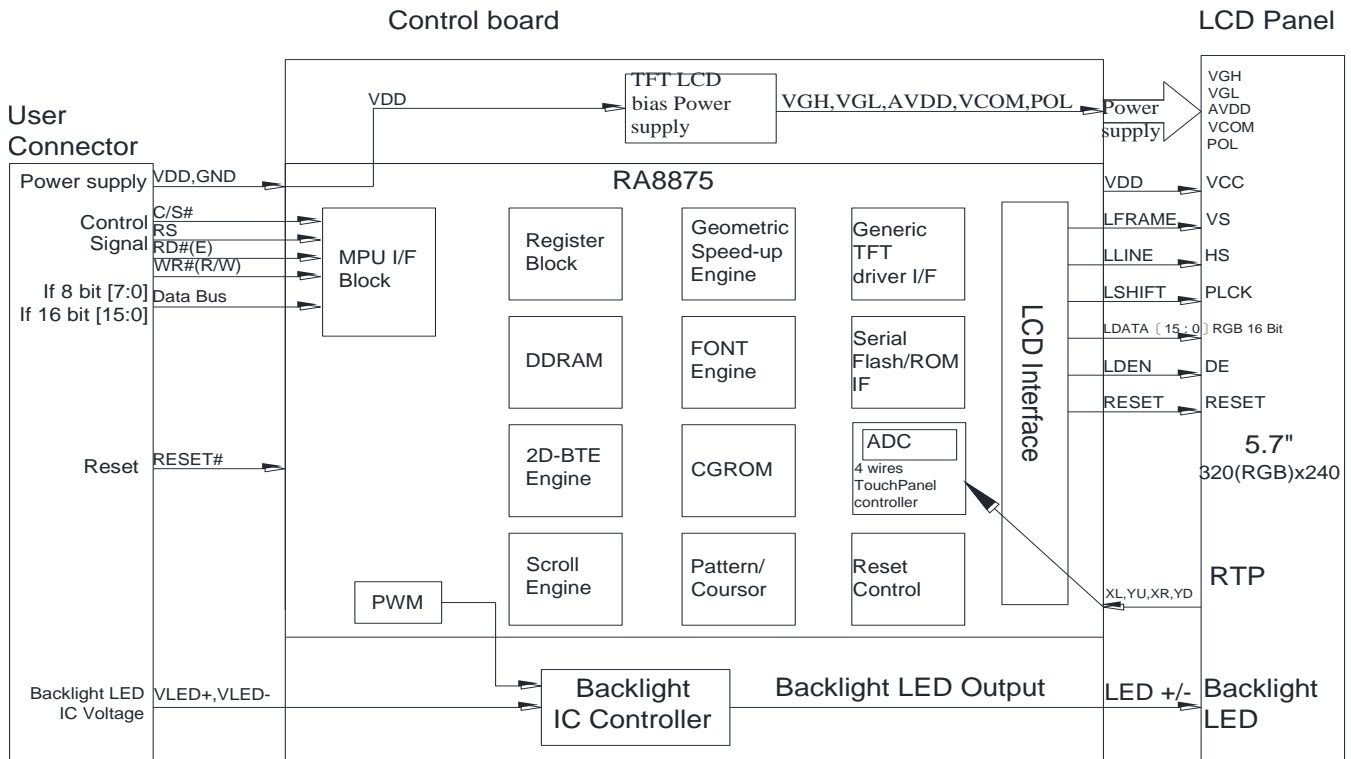 Control board
LCD Panel
User
Connector
Power supply
Control
Signal
If 8 bit [7:0]
If 16 bit [15:0]
Reset
Backlight LED
IC Voltage
VDD,GND
C/S#
RS
RD#(E)
WR#(R/W)
Data Bus
RESET#
VLED+,VLED-
VDD
TFT LCD
bias Power
supply
VGH,VGL,AVDD,VCOM,POL
Power
supply
RA8875
MPU I/F
Block
Register
Block
Geometric
Speed-up
Engine
Generic
TFT
driver I/F
DDRAM
FONT
Engine
Serial
Flash/ROM
IF
2D-BTE
Engine
CGROM
ADC
4 wires
TouchPanel
controller
Scroll
Engine
Pattern/
Coursor
Reset
Control
PWM
LCD Interface
Backlight
IC Controller
Backlight LED Output
VDD
LFRAME
LLINE
LSHIFT
LDATA〔15:0〕RGB 16 Bit
LDEN
RESET
XL,YU,XR,YD
LED +/-
VGH
VGL
AVDD
VCOM
POL
VCC
VS
HS
PLCK
DE
RESET
5.7"
320(RGB)x240
RTP
Backlight
LED